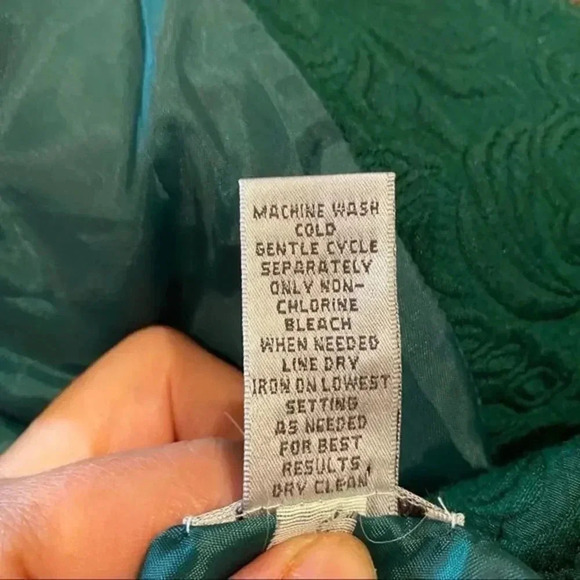 MACHINE WASH
COLD
GENTLE CYCLE
SEPARATELY
ONLY NON-
CHLORINE
BLEACH
WHEN NEEDED
LINE DRY
IRON ON LOWEST
SETTING
AS NEEDED
FOR BEST
RESULTS,
DRY CLEAN